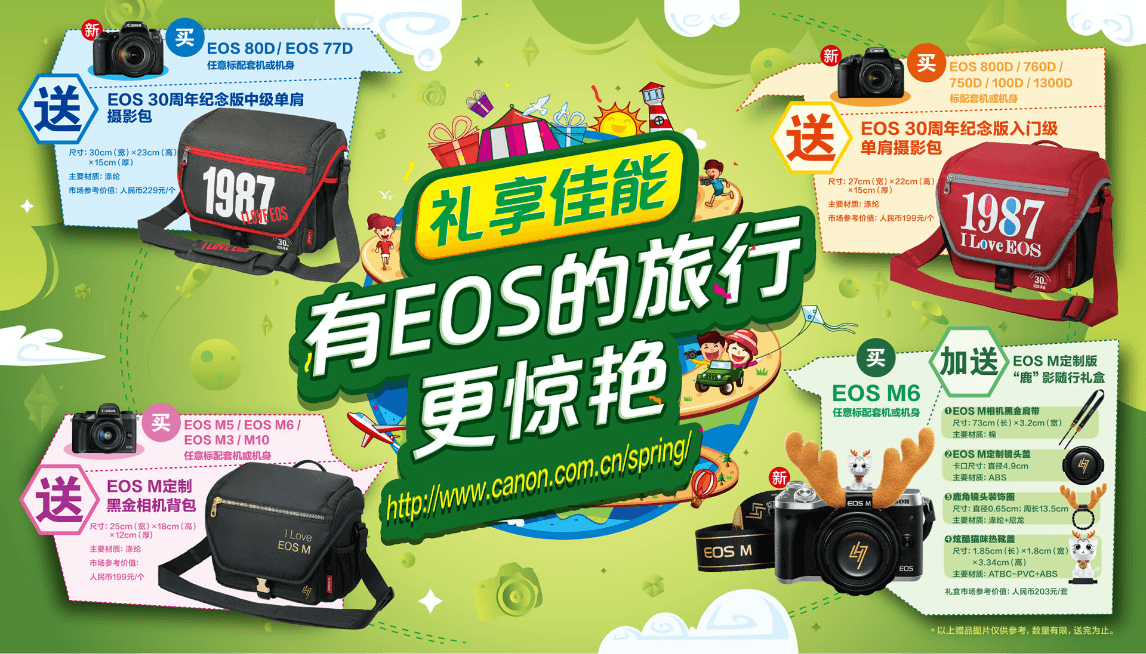 新
买
EOS 80D/ EOS 77D
任意标配套机或机身
送
EOS 30周年纪念版中级单肩
摄影包
尺寸：30cm（宽）×23cm（高）
×15cm（厚）
主要材质：涤纶
市场参考价值：人民币229元/个
1987
I LOVE EOS
30
新
买
EOS 800D / 760D /
750D / 100D / 1300D
标配套机或机身
送
EOS 30周年纪念版入门级
单肩摄影包
尺寸：27cm（宽）×22cm（高）
×15cm（厚）
主要材质：涤纶
市场参考价值：人民币199元/个
1987
I Love EOS
30
礼享佳能
有EOS的旅行
更惊艳
http://www.canon.com.cn/spring/
买
EOS M5 / EOS M6 /
EOS M3 / M10
任意标配套机或机身
送
EOS M定制
黑金相机背包
尺寸：25cm（宽）×18cm（高）
×12cm（厚）
主要材质：涤纶
市场参考价值：
人民币199元/个
I Love
EOS M
买
EOS M6
任意标配套机或机身
加送
EOS M定制版
“鹿”影随行礼盒
❶EOS M相机黑金肩带
尺寸：73cm（长）×3.2cm（宽）
主要材质：棉
❷EOS M定制镜头盖
卡口尺寸：直径4.9cm
主要材质：ABS
❸鹿角镜头装饰圈
尺寸：直径0.65cm；周长13.5cm
主要材质：涤纶+尼龙
❹炫酷猫咪热靴盖
尺寸：1.85cm（长）×1.8cm（宽）
×3.34cm（高）
主要材质：ATBC-PVC+ABS
礼盒市场参考价值：人民币203元/套
新
EOS M
EOS M
EOS
*以上赠品图片仅供参考，数量有限，送完为止。